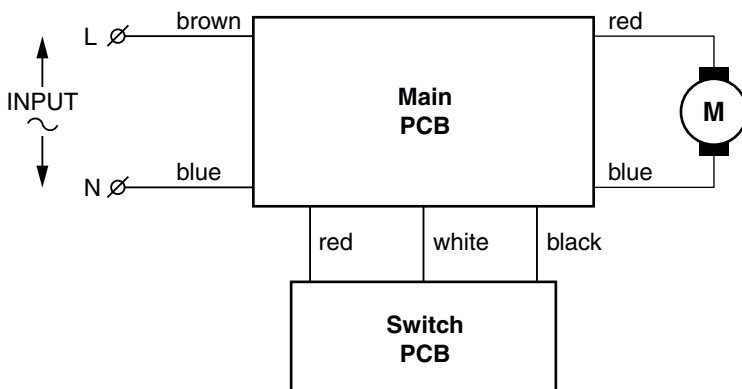 L
brown
red
INPUT
Main
PCB
M
N
blue
blue
red
white
black
Switch
PCB